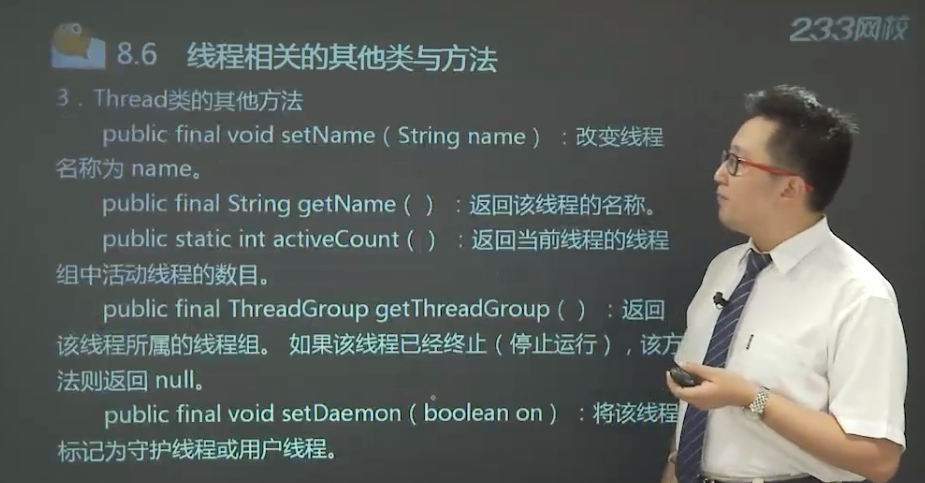 233网校
8.6 线程相关的其他类与方法
3．Thread类的其他方法
public final void setName（String name）：改变线程
名称为 name。
public final String getName（ ）：返回该线程的名称。
public static int activeCount（ ）：返回当前线程的线程
组中活动线程的数目。
public final ThreadGroup getThreadGroup（ ）：返回
该线程所属的线程组。 如果该线程已经终止（停止运行），该方
法则返回 null。
public final void setDaemon（boolean on）：将该线程
标记为守护线程或用户线程。